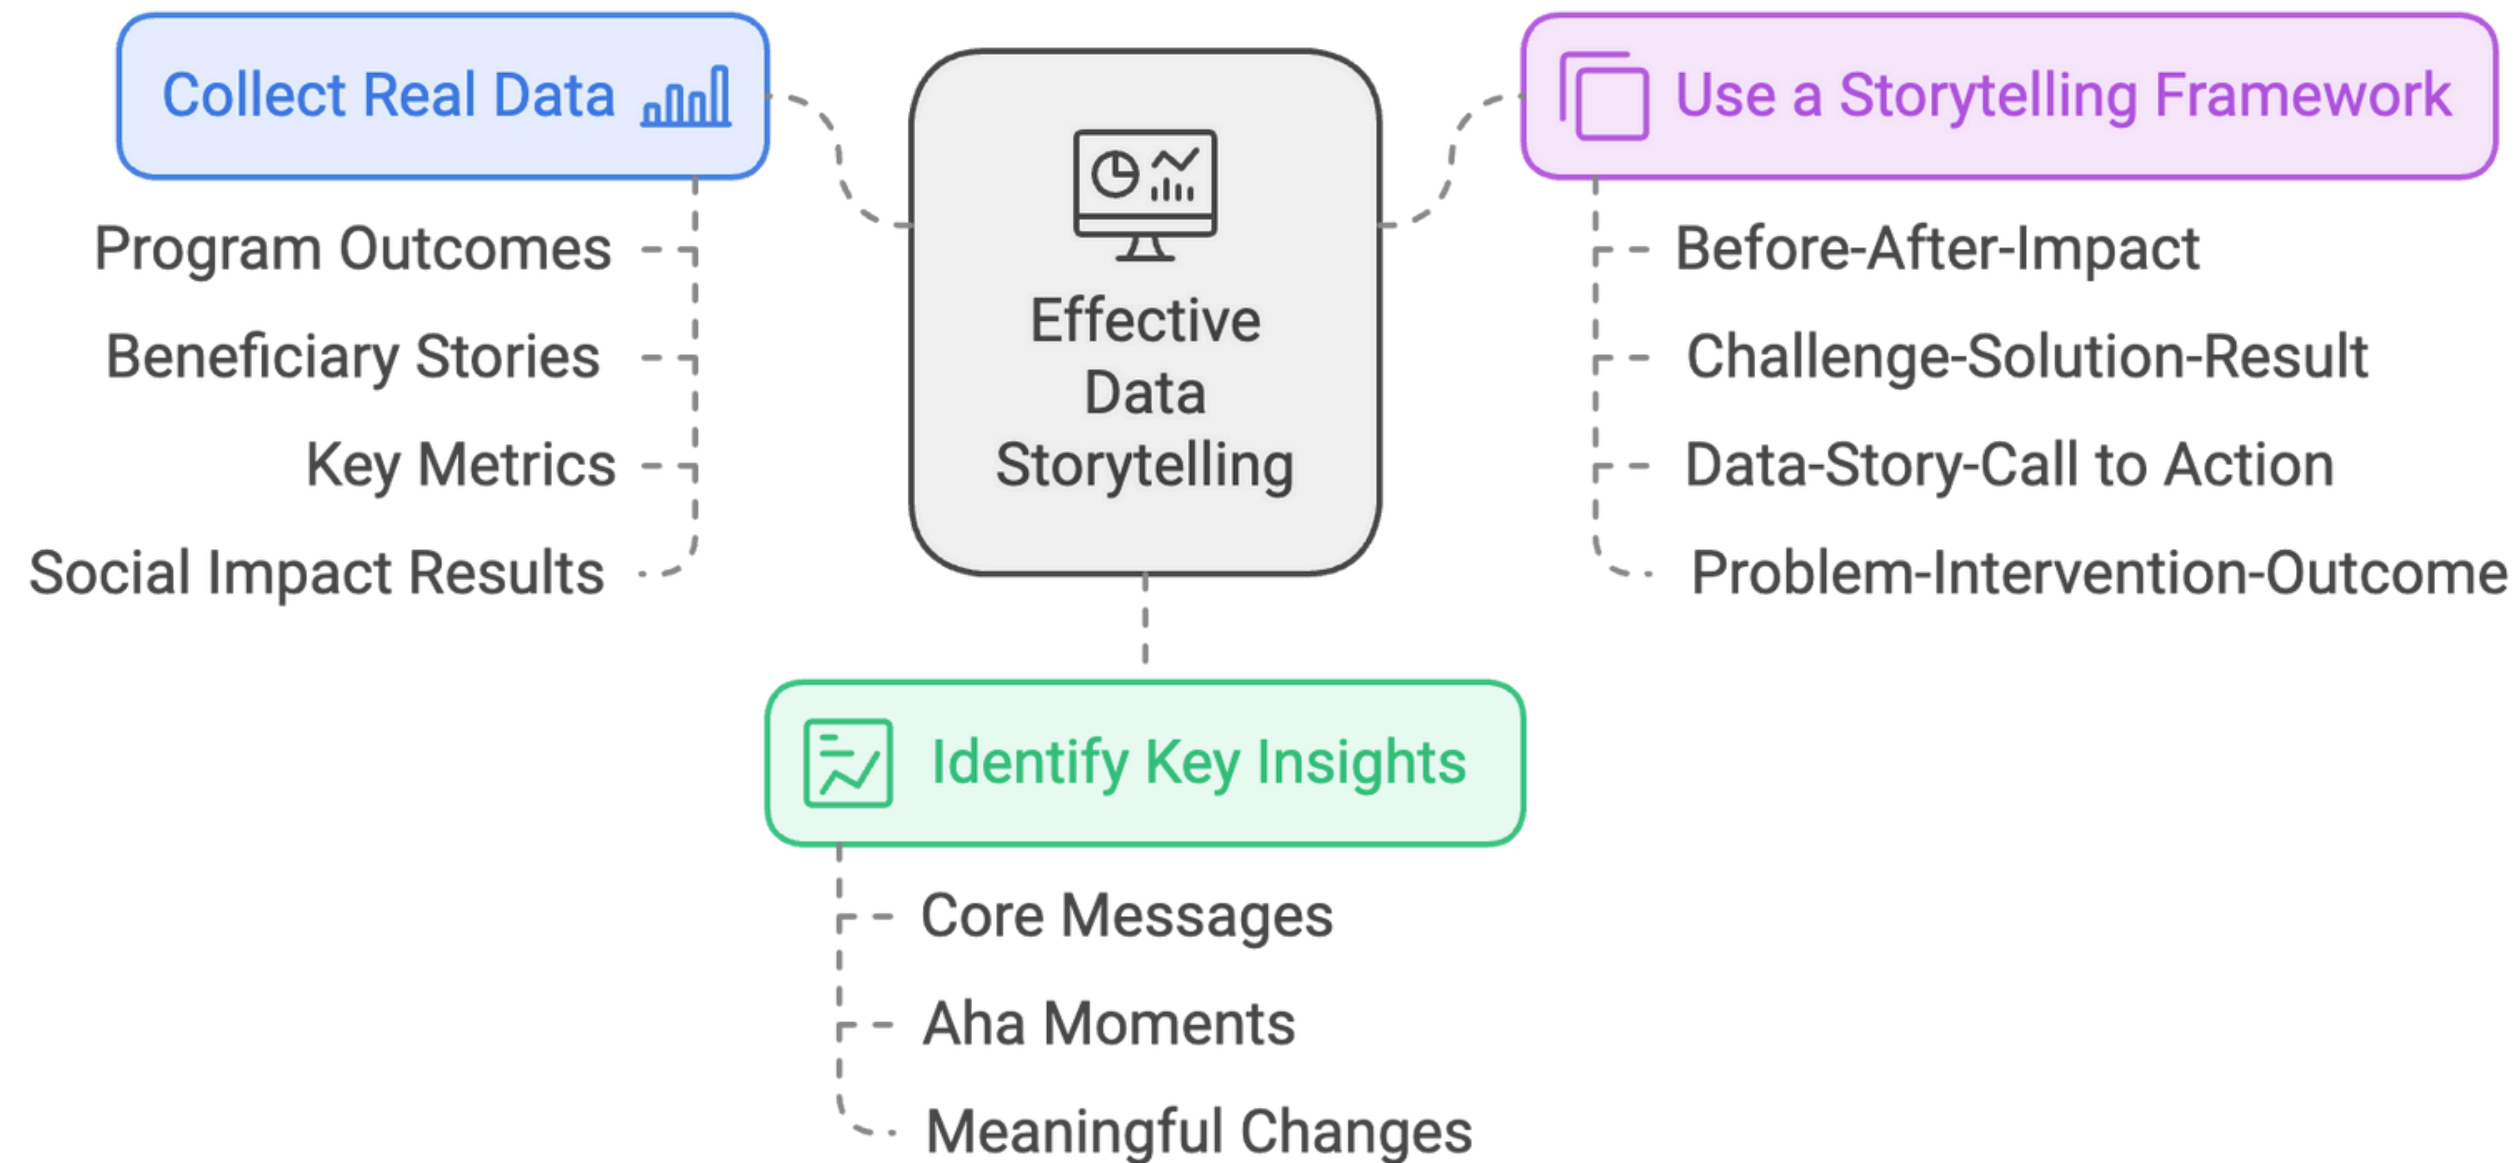 Collect Real Data
Program Outcomes
Beneficiary Stories
Key Metrics
Social Impact Results
Effective
Data
Storytelling
Use a Storytelling Framework
Before-After-Impact
Challenge-Solution-Result
Data-Story-Call to Action
Problem-Intervention-Outcome
Identify Key Insights
Core Messages
Aha Moments
Meaningful Changes